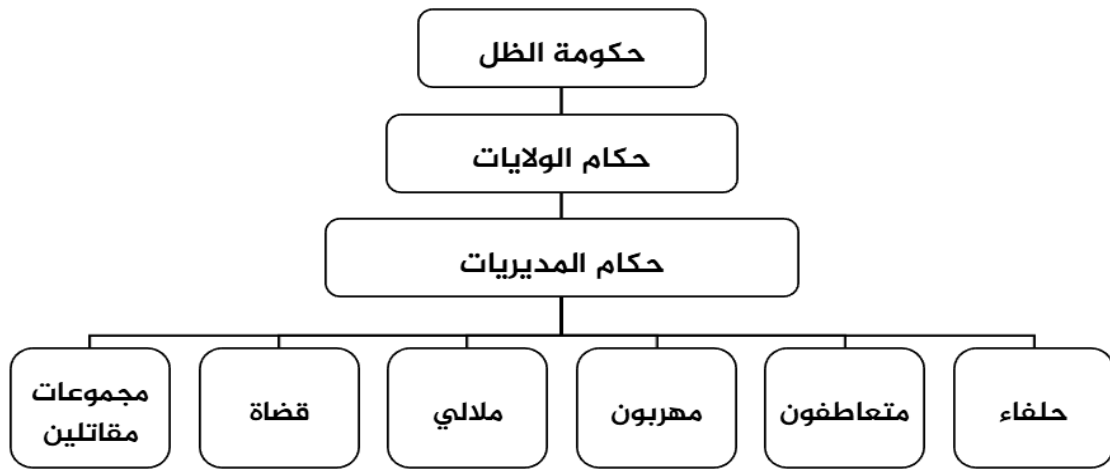 حكومة الظل
حكام الولايات
حكام المديريات
حلفاء
متعاطفون
مهربون
ملالي
قضاة
مجموعات
مقاتلين